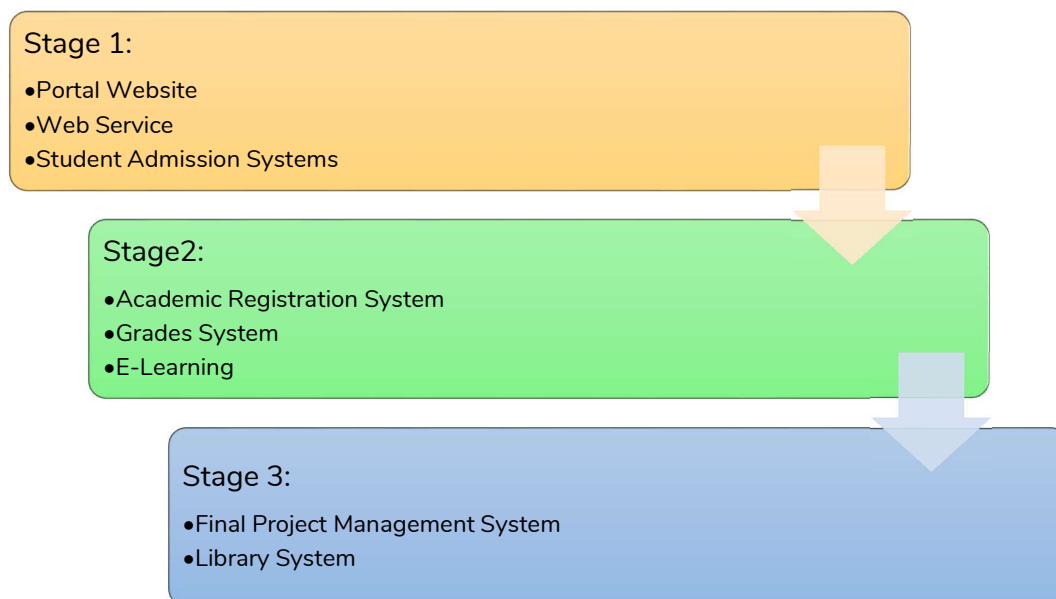 Stage 1:
•Portal Website
•Web Service
•Student Admission Systems
Stage2:
•Academic Registration System
•Grades System
•E-Learning
Stage 3:
•Final Project Management System
•Library System